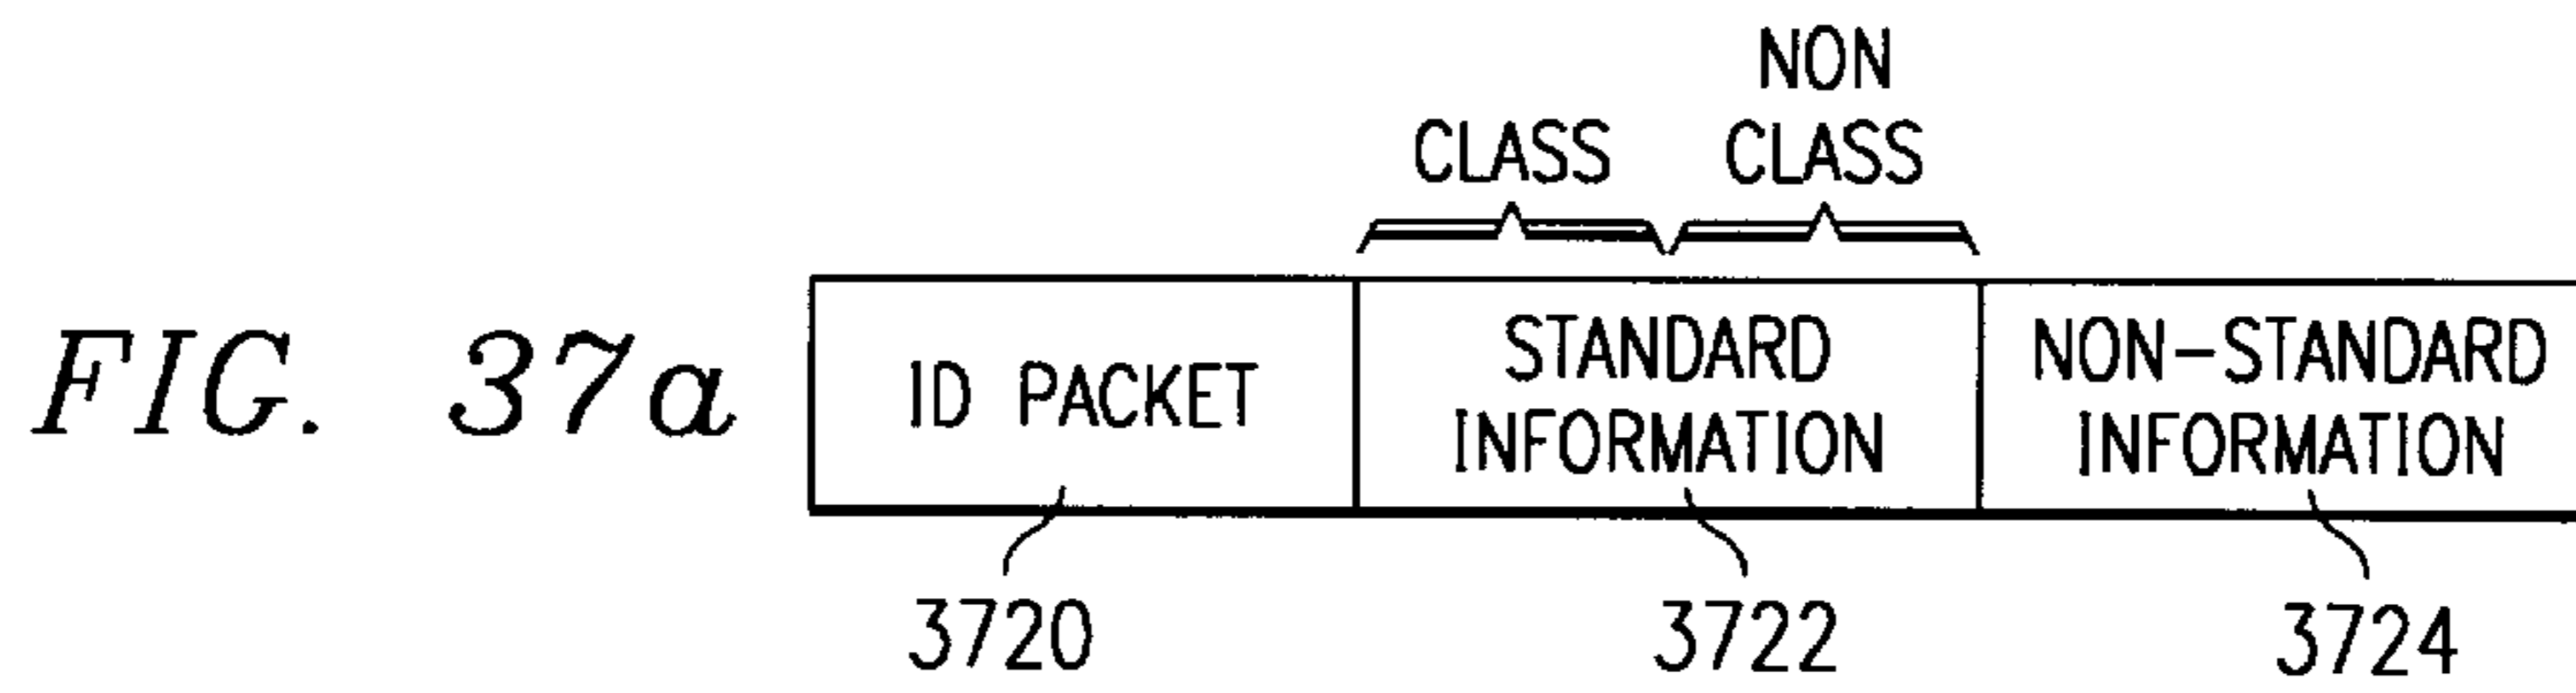 NON
CLASS CLASS
FIG. 37a
ID PACKET
STANDARD
INFORMATION
NON-STANDARD
INFORMATION
3720 3722 3724